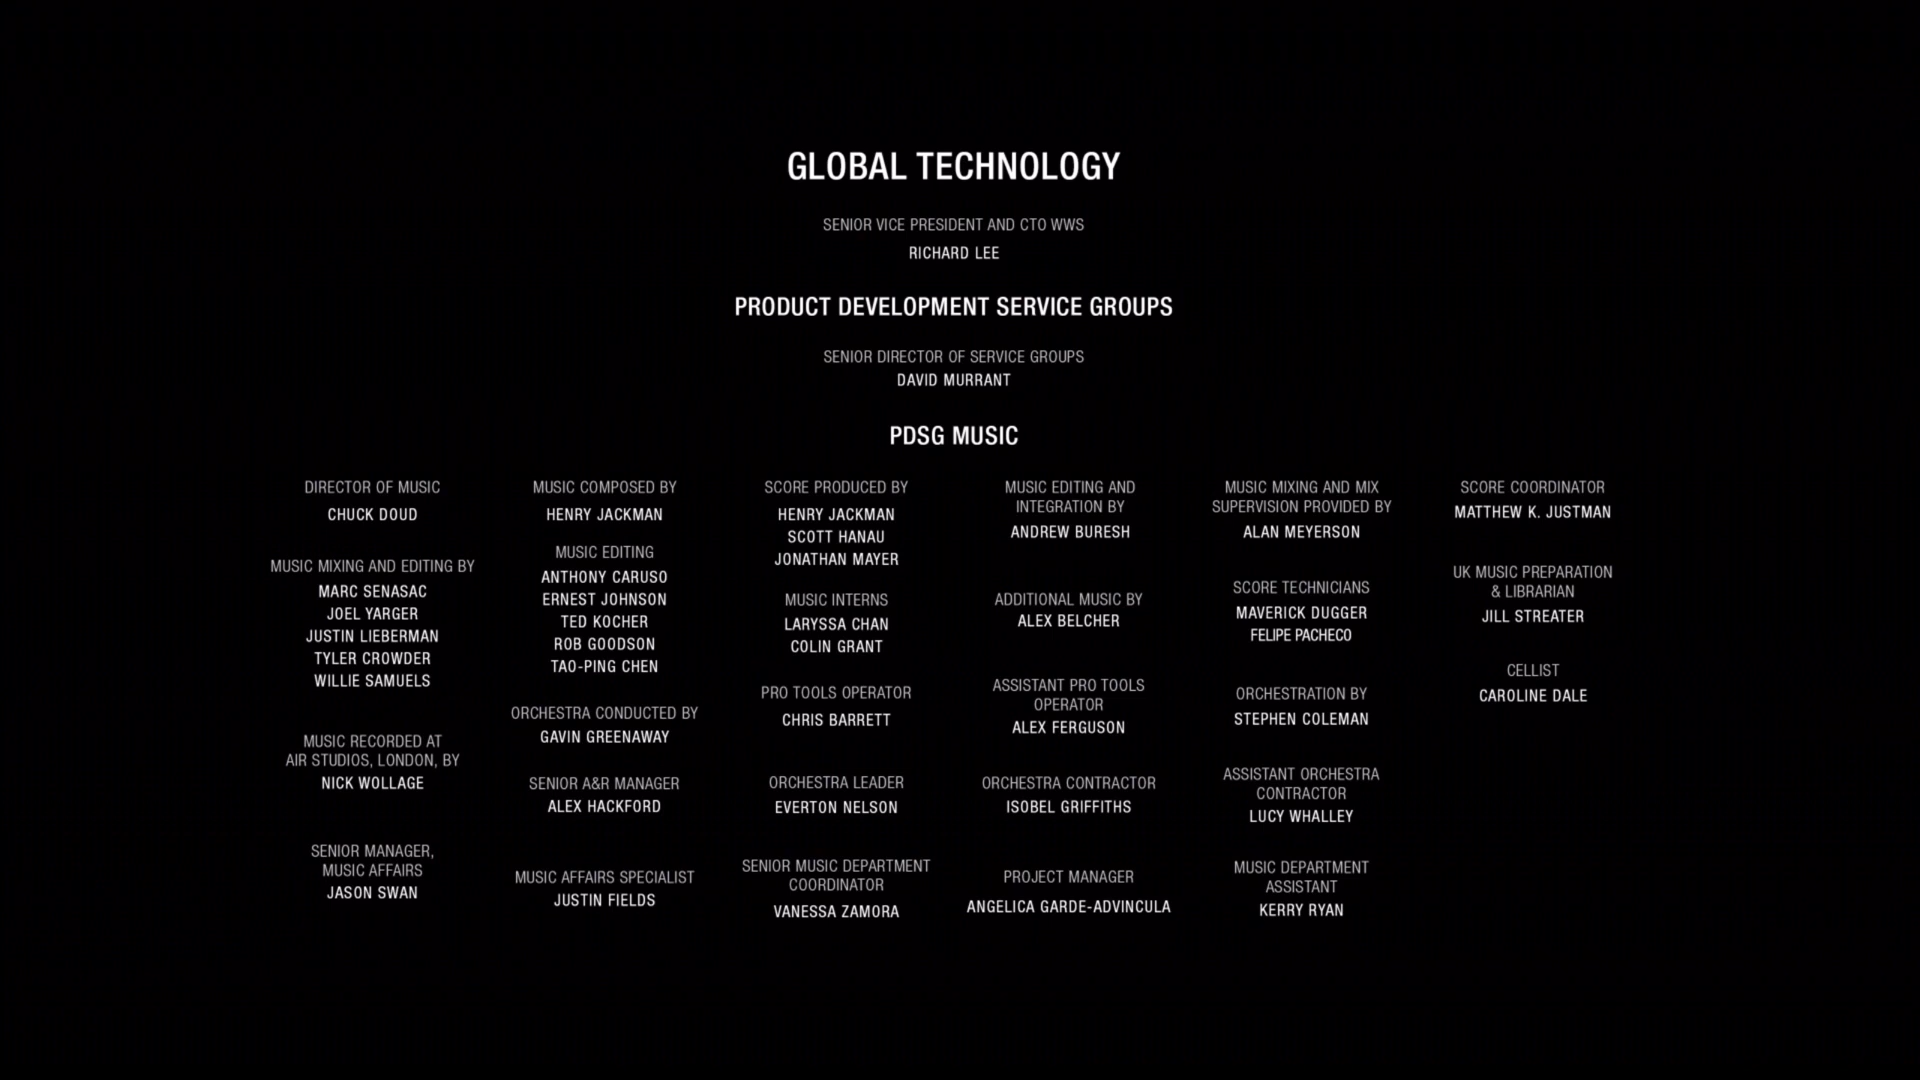 GLOBAL TECHNOLOGY
SENIOR VICE PRESIDENT AND CTO WWS
RICHARD LEE
PRODUCT DEVELOPMENT SERVICE GROUPS
SENIOR DIRECTOR OF SERVICE GROUPS
DAVID MURRANT
PDSG MUSIC
DIRECTOR OF MUSIC
CHUCK DOUD
MUSIC MIXING AND EDITING BY
MARC SENASAC
JOEL YARGER
JUSTIN LIEBERMAN
TYLER CROWDER
WILLIE SAMUELS
MUSIC RECORDED AT
AIR STUDIOS, LONDON, BY
NICK WOLLAGE
SENIOR MANAGER,
MUSIC AFFAIRS
JASON SWAN
MUSIC COMPOSED BY
HENRY JACKMAN
MUSIC EDITING
ANTHONY CARUSO
ERNEST JOHNSON
TED KOCHER
ROB GOODSON
TAO-PING CHEN
ORCHESTRA CONDUCTED BY
GAVIN GREENAWAY
SENIOR A&R MANAGER
ALEX HACKFORD
MUSIC AFFAIRS SPECIALIST
JUSTIN FIELDS
SCORE PRODUCED BY
HENRY JACKMAN
SCOTT HANAU
JONATHAN MAYER
MUSIC INTERNS
LARYSSA CHAN
COLIN GRANT
PRO TOOLS OPERATOR
CHRIS BARRETT
ORCHESTRA LEADER
EVERTON NELSON
SENIOR MUSIC DEPARTMENT
COORDINATOR
VANESSA ZAMORA
MUSIC EDITING AND
INTEGRATION BY
ANDREW BURESH
ADDITIONAL MUSIC BY
ALEX BELCHER
ASSISTANT PRO TOOLS
OPERATOR
ALEX FERGUSON
ORCHESTRA CONTRACTOR
ISOBEL GRIFFITHS
PROJECT MANAGER
ANGELICA GARDE-ADVINCULA
MUSIC MIXING AND MIX
SUPERVISION PROVIDED BY
ALAN MEYERSON
SCORE TECHNICIANS
MAVERICK DUGGER
FELIPE PACHECO
ORCHESTRATION BY
STEPHEN COLEMAN
ASSISTANT ORCHESTRA
CONTRACTOR
LUCY WHALLEY
MUSIC DEPARTMENT
ASSISTANT
KERRY RYAN
SCORE COORDINATOR
MATTHEW K. JUSTMAN
UK MUSIC PREPARATION
& LIBRARIAN
JILL STREATER
CELLIST
CAROLINE DALE